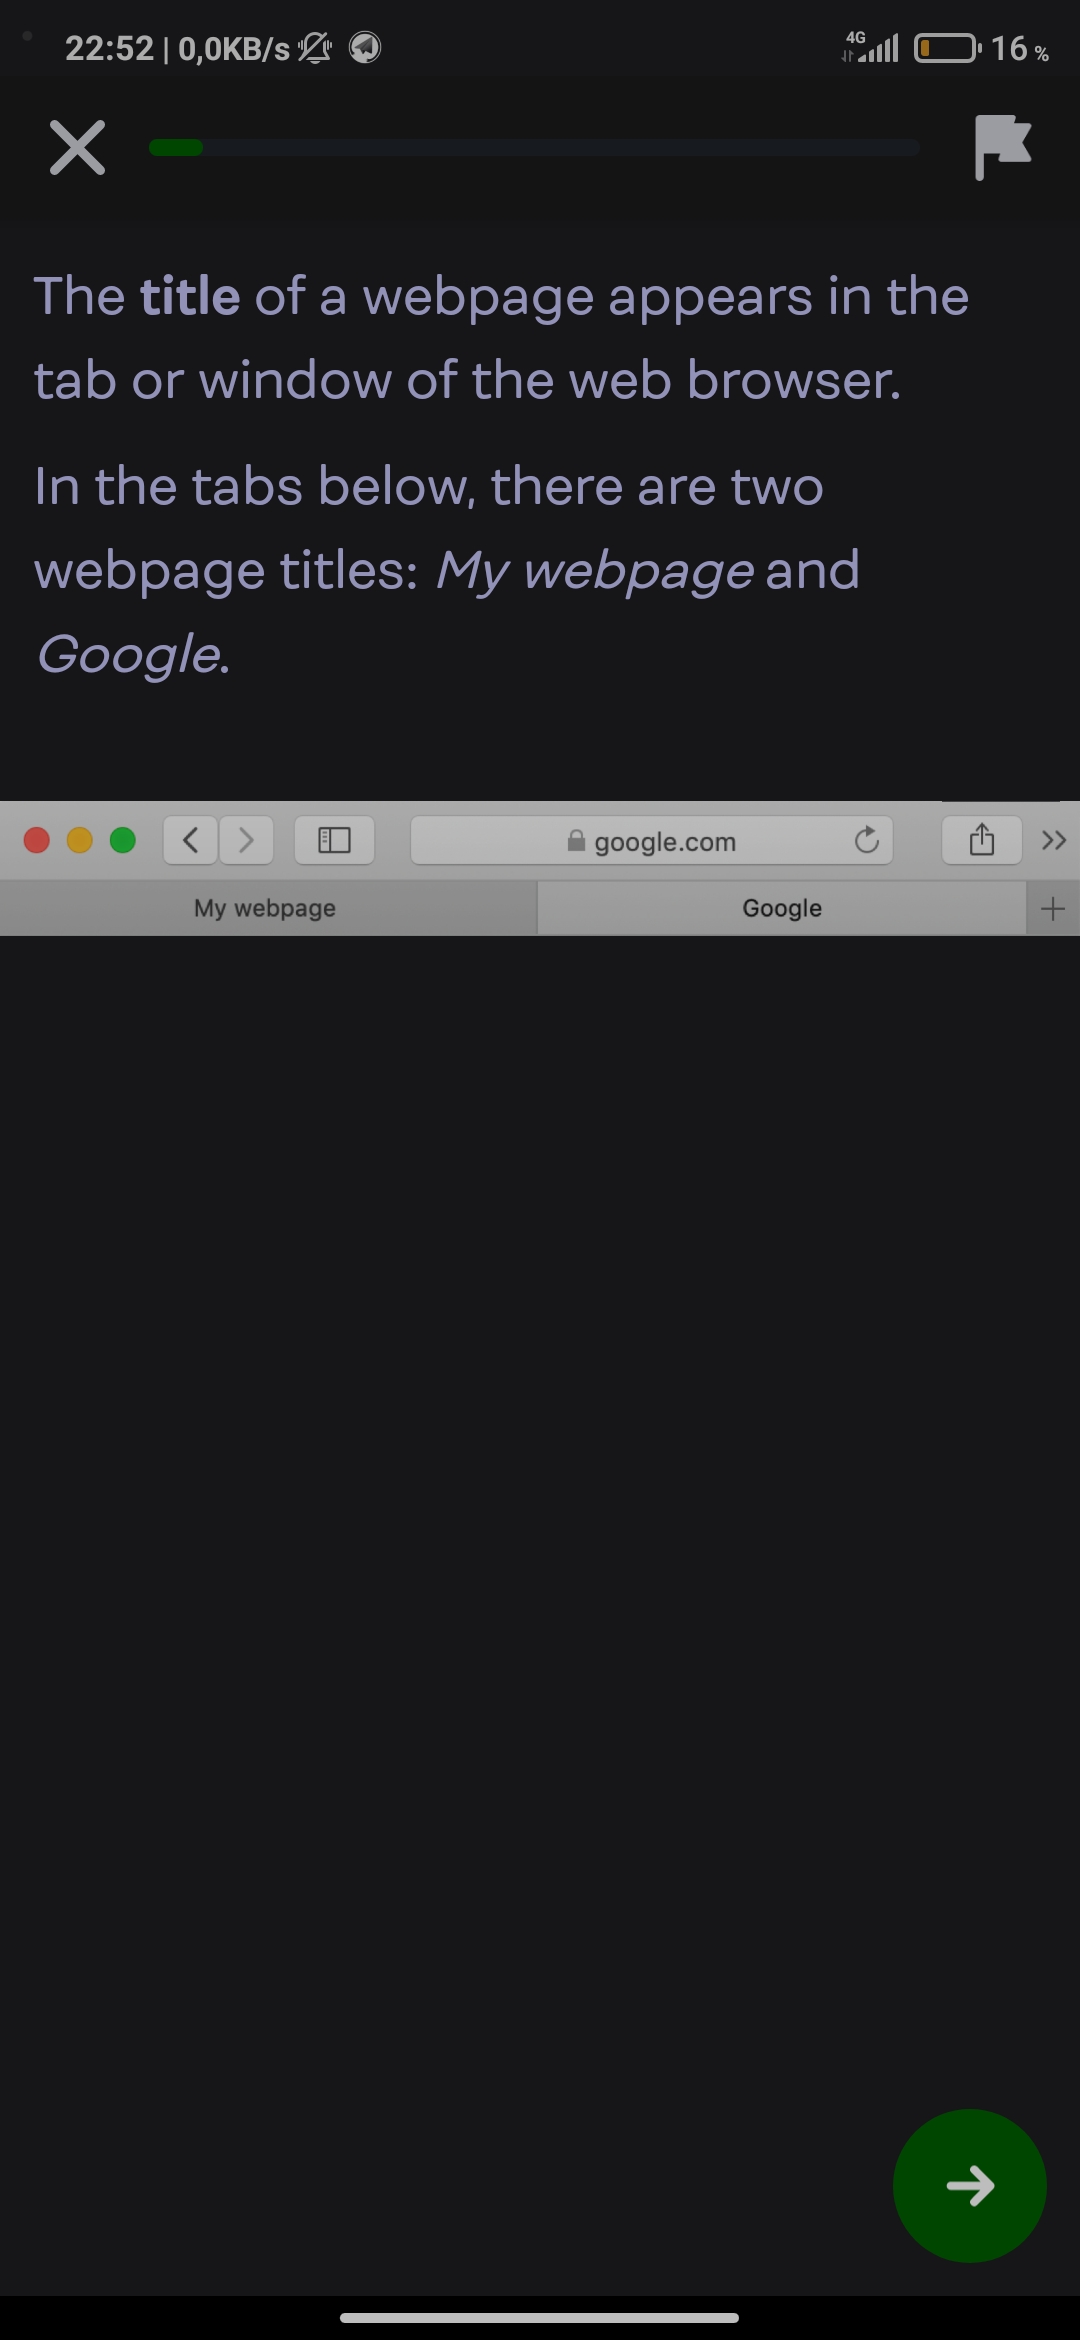 22:52 | 0,0KB/s 4G 16 %
The title of a webpage appears in the
tab or window of the web browser.
In the tabs below, there are two
webpage titles: My webpage and
Google.
google.com
My webpage Google